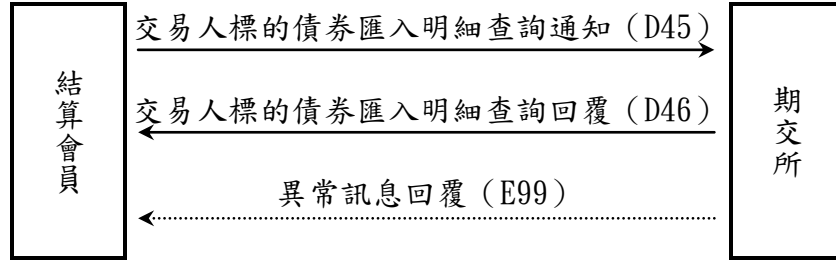 交易人標的債券匯入明細查詢通知（D45）
結算會員
交易人標的債券匯入明細查詢回覆（D46）
期交所
異常訊息回覆（E99）